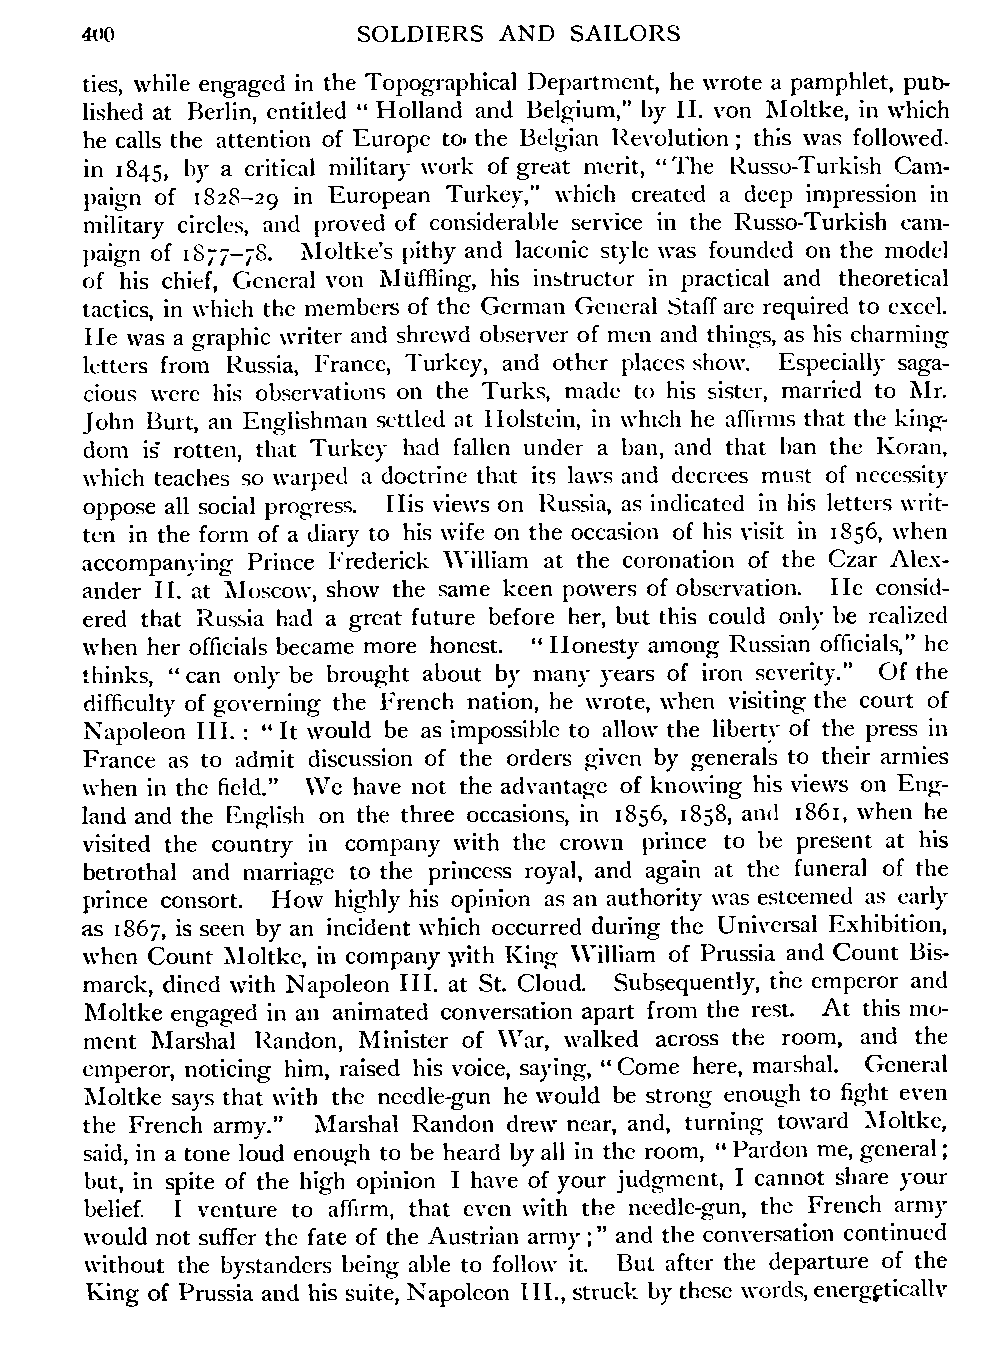 400 SOLDIERS AND SAILORS
ties, while engaged in the Topographical Department, he wrote a pamphlet, pub-
lished at Berlin, entitled “ Holland and Belgium,” by H. von Moltke, in which
he calls the attention of Europe to the Belgian Revolution ; this was followed.
in 1845, by a critical military work of great merit, “ The Russo-Turkish Cam-
paign of 1828–29 in European Turkey,” which created a deep impression in
military circles, and proved of considerable service in the Russo-Turkish cam-
paign of 1877–78. Moltke’s pithy and laconic style was founded on the model
of his chief, General von Müffling, his instructor in practical and theoretical
tactics, in which the members of the German General Staff are required to excel.
He was a graphic writer and shrewd observer of men and things, as his charming
letters from Russia, France, Turkey, and other places show. Especially saga-
cious were his observations on the Turks, made to his sister, married to Mr.
John Burt, an Englishman settled at Holstein, in which he affirms that the king-
dom is rotten, that Turkey had fallen under a ban, and that ban the Koran,
which teaches so warped a doctrine that its laws and decrees must of necessity
oppose all social progress. His views on Russia, as indicated in his letters writ-
ten in the form of a diary to his wife on the occasion of his visit in 1856, when
accompanying Prince Frederick William at the coronation of the Czar Alex-
ander II. at Moscow, show the same keen powers of observation. He consid-
ered that Russia had a great future before her, but this could only be realized
when her officials became more honest. “ Honesty among Russian officials,” he
thinks, “ can only be brought about by many years of iron severity.” Of the
difficulty of governing the French nation, he wrote, when visiting the court of
Napoleon III. : “ It would be as impossible to allow the liberty of the press in
France as to admit discussion of the orders given by generals to their armies
when in the field.” We have not the advantage of knowing his views on Eng-
land and the English on the three occasions, in 1856, 1858, and 1861, when he
visited the country in company with the crown prince to be present at his
betrothal and marriage to the princess royal, and again at the funeral of the
prince consort. How highly his opinion as an authority was esteemed as early
as 1867, is seen by an incident which occurred during the Universal Exhibition,
when Count Moltke, in company with King William of Prussia and Count Bis-
marck, dined with Napoleon III. at St. Cloud. Subsequently, the emperor and
Moltke engaged in an animated conversation apart from the rest. At this mo-
ment Marshal Randon, Minister of War, walked across the room, and the
emperor, noticing him, raised his voice, saying, “ Come here, marshal. General
Moltke says that with the needle-gun he would be strong enough to fight even
the French army.” Marshal Randon drew near, and, turning toward Moltke,
said, in a tone loud enough to be heard by all in the room, “ Pardon me, general ;
but, in spite of the high opinion I have of your judgment, I cannot share your
belief. I venture to affirm, that even with the needle-gun, the French army
would not suffer the fate of the Austrian army ; ” and the conversation continued
without the bystanders being able to follow it. But after the departure of the
King of Prussia and his suite, Napoleon III., struck by these words, energetically